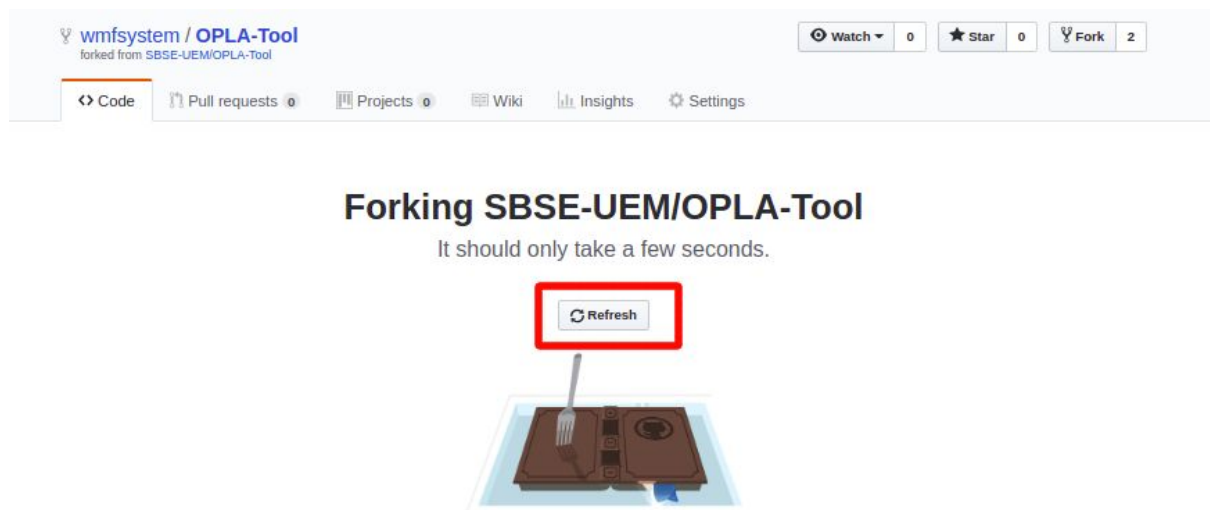 wmfsystem / OPLA-Tool
forked from SBSE-UEM/OPLA-Tool
Watch 0 Star 0 Fork 2
Code Pull requests 0 Projects 0 Wiki Insights Settings
Forking SBSE-UEM/OPLA-Tool
It should only take a few seconds.
Refresh